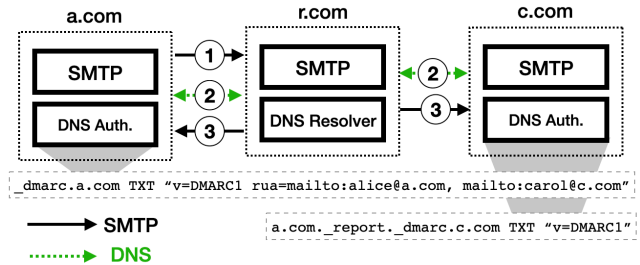 a.com r.com c.com
1
SMTP SMTP SMTP
2 2
3 3
DNS Auth. DNS Resolver DNS Auth.
_dmarc.a.com TXT “v=DMARC1 rua=mailto:alice@a.com, mailto:carol@c.com”
SMTP
a.com._report._dmarc.c.com TXT “v=DMARC1”
DNS